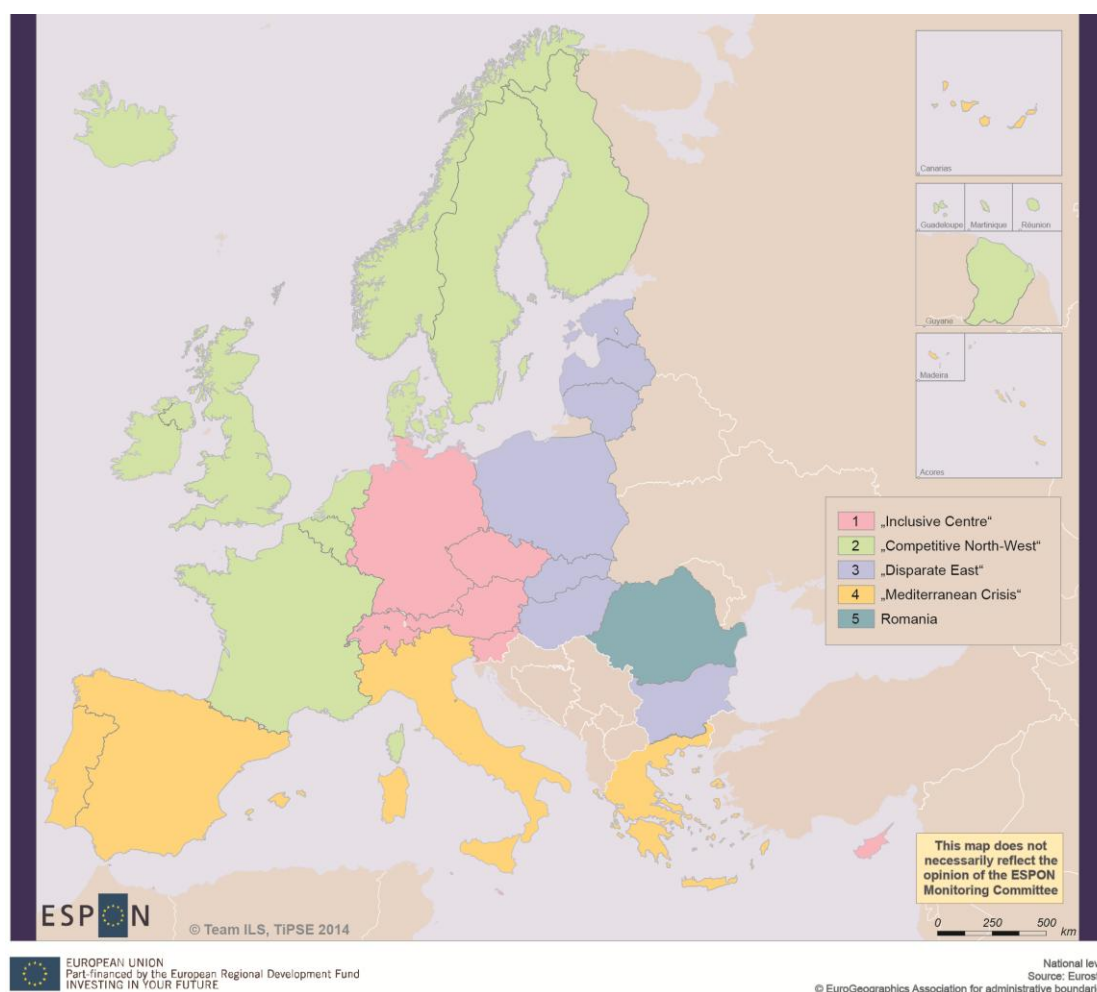 Canarias
Guadeloupe
Martinique
Réunion
Guyane
Madeira
Acores
1 „Inclusive Centre“
2 „Competitive North-West“
3 „Disparate East“
4 „Mediterranean Crisis“
5 Romania
This map does not
necessarily reflect the
opinion of the ESPON
Monitoring Committee
ESPON
© Team ILS, TiPSE 2014
0 250 500
km
EUROPEAN UNION
Part-financed by the European Regional Development Fund
INVESTING IN YOUR FUTURE
National lev
Source: Eurost
© EuroGeographics Association for administrative boundarie